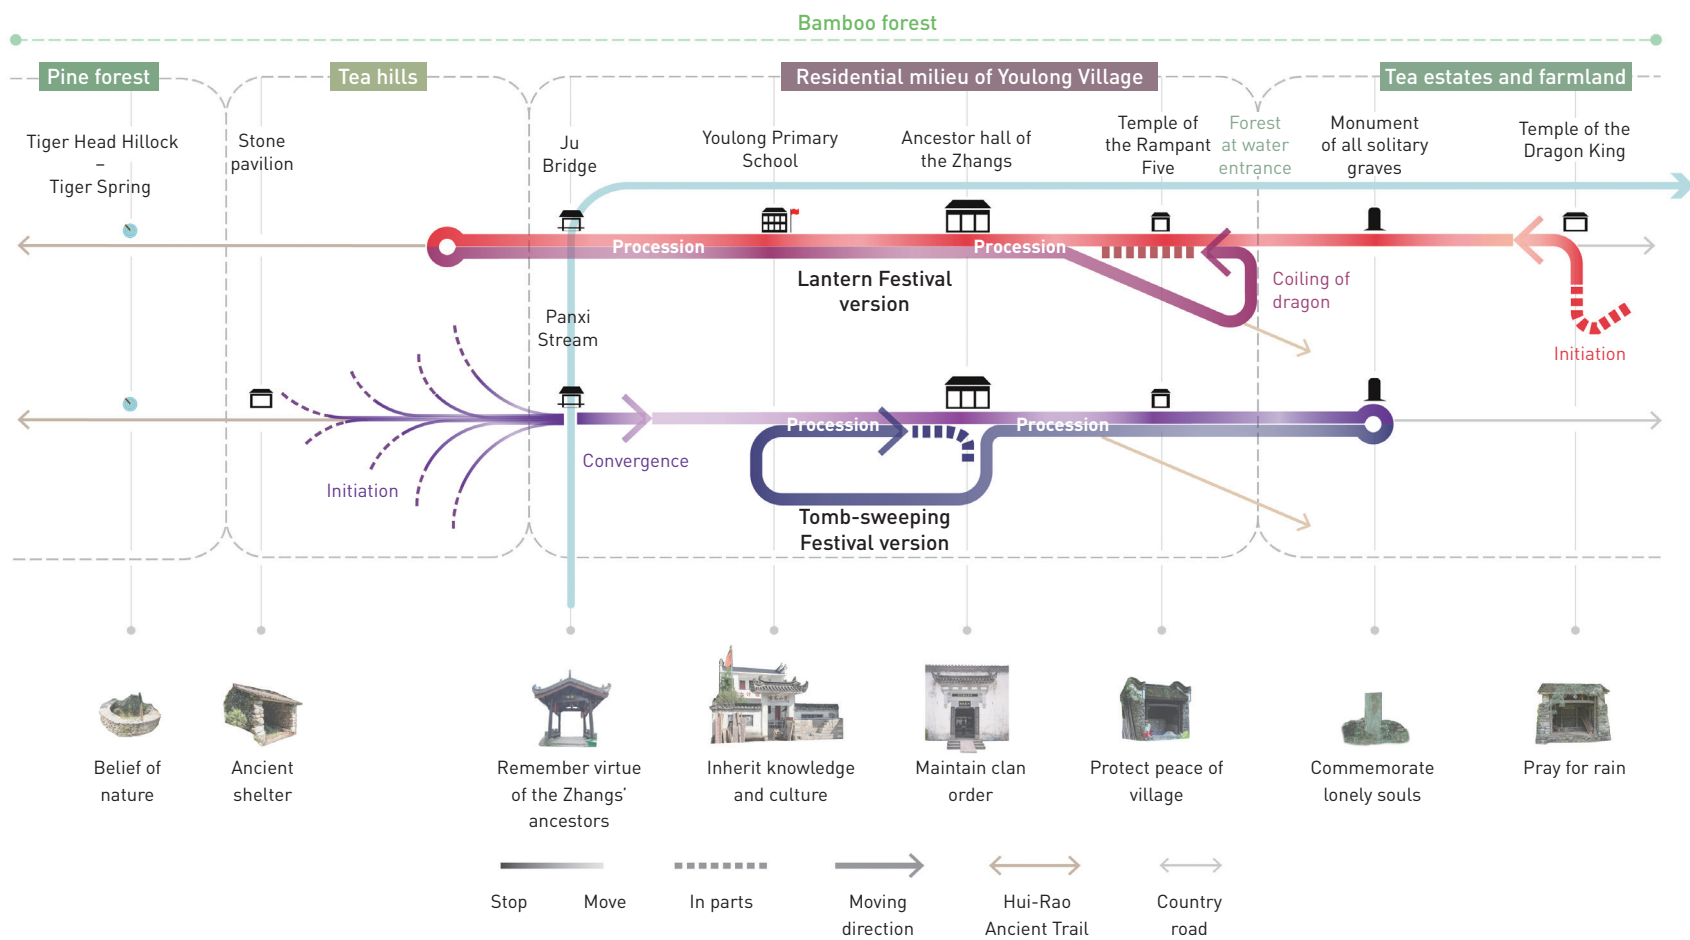 Bamboo forest
Pine forest
Tea hills
Residential milieu of Youlong Village
Tea estates and farmland
Tiger Head Hillock
–
Tiger Spring
Stone
pavilion
Ju
Bridge
Youlong Primary
School
Ancestor hall of
the Zhangs
Temple of
the Rampant
Five
Forest
at water
entrance
Monument
of all solitary
graves
Temple of the
Dragon King
Procession
Procession
Lantern Festival
version
Coiling of
dragon
Initiation
Panxi
Stream
Procession
Procession
Convergence
Initiation
Tomb-sweeping
Festival version
Belief of
nature
Ancient
shelter
Remember virtue
of the Zhangs’
ancestors
Inherit knowledge
and culture
Maintain clan
order
Protect peace of
village
Commemorate
lonely souls
Pray for rain
Stop
Move
In parts
Moving
direction
Hui-Rao
Ancient Trail
Country
road